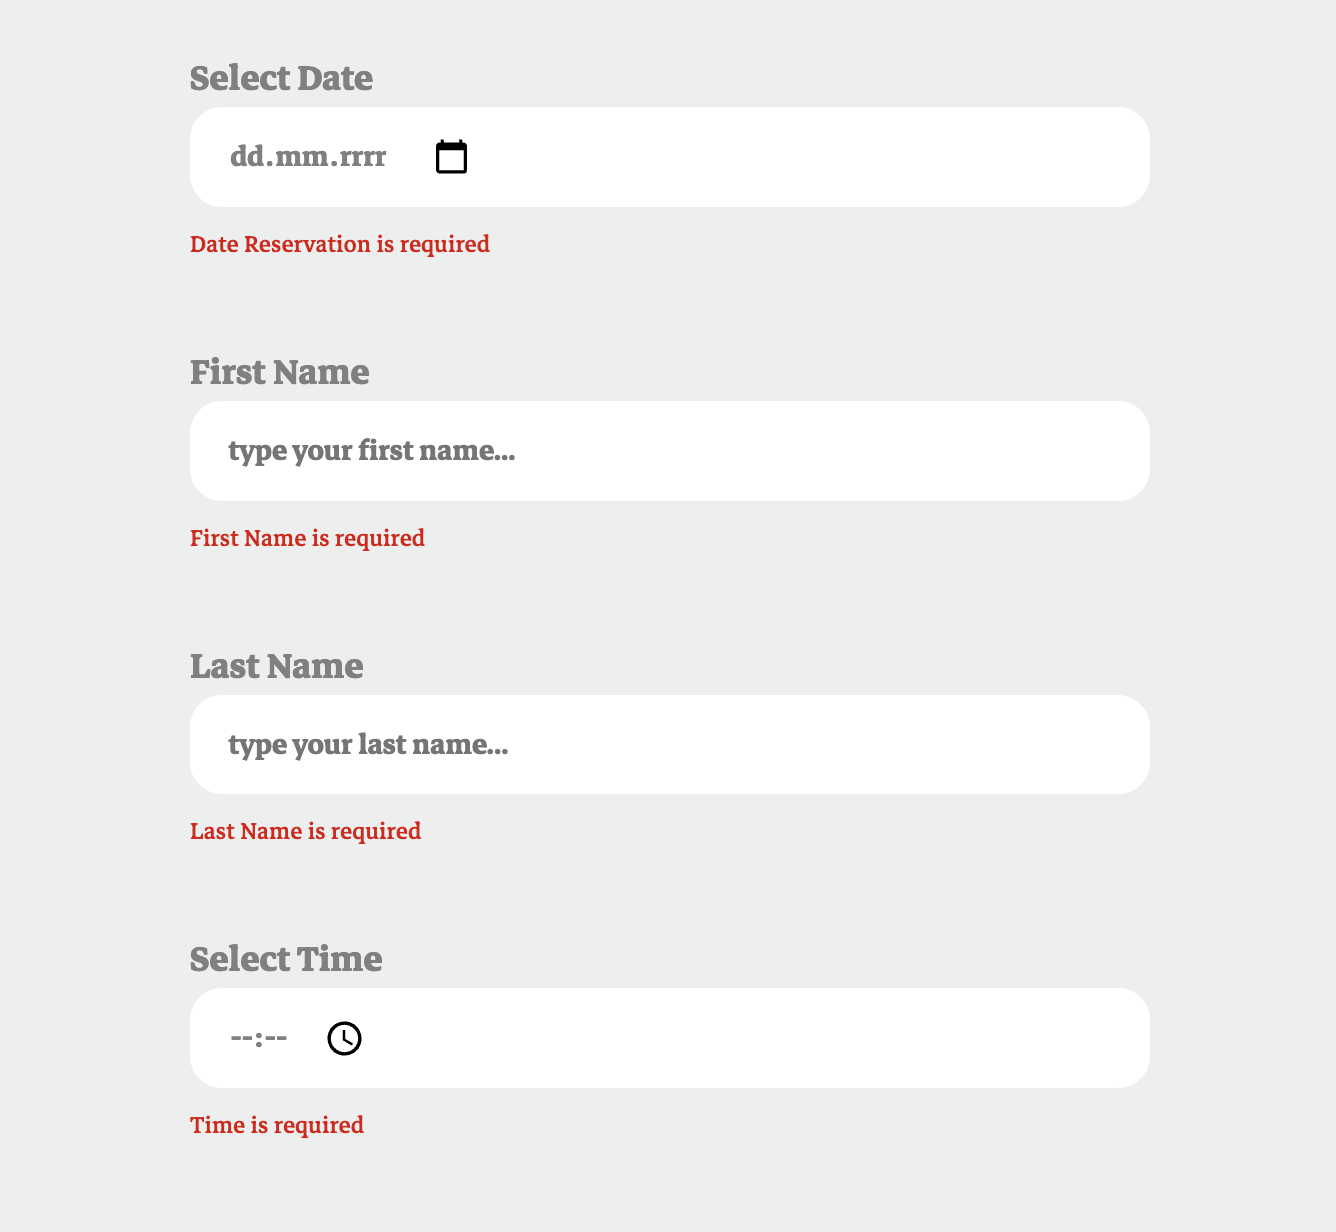 Select Date
dd.mm.rrrr
Date Reservation is required
First Name
type your first name...
First Name is required
Last Name
type your last name...
Last Name is required
Select Time
--:--
Time is required